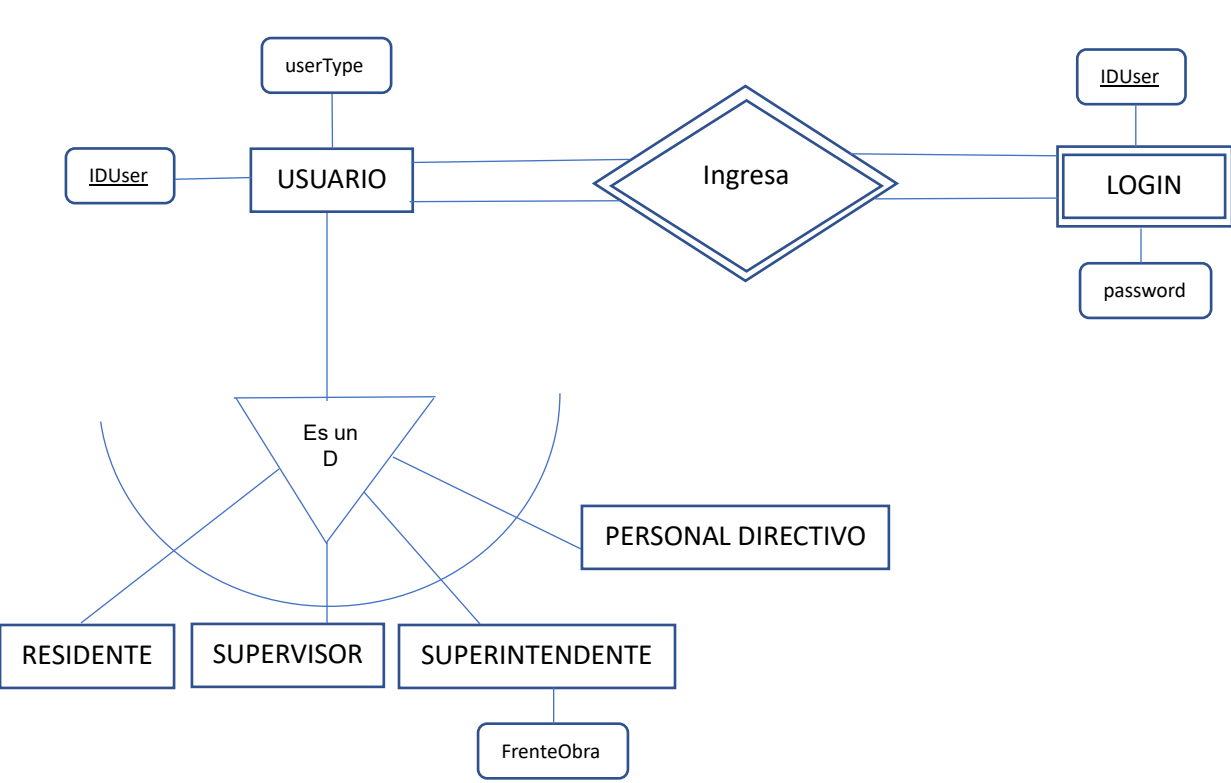 userType
IDUser
IDUser
USUARIO
Ingresa
LOGIN
password
Es un
D
PERSONAL DIRECTIVO
RESIDENTE
SUPERVISOR
SUPERINTENDENTE
FrenteObra